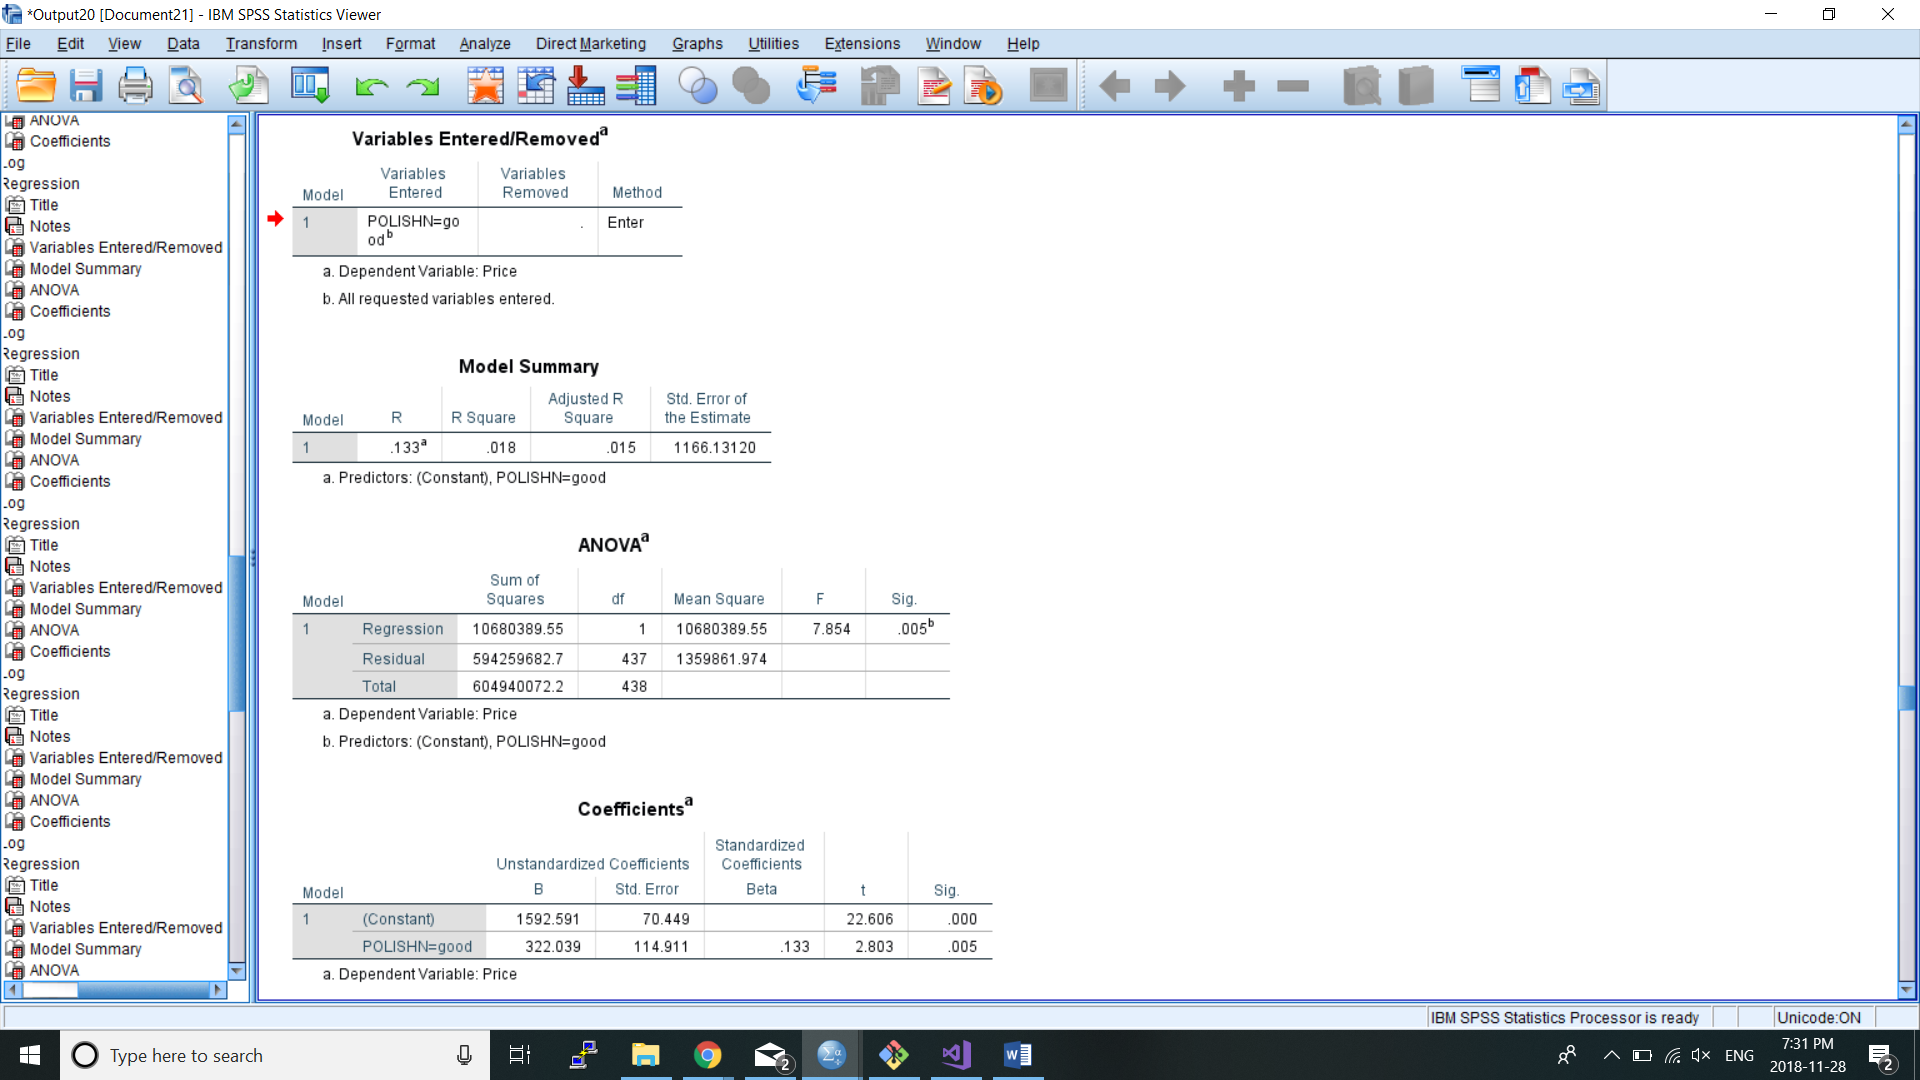 *Output20 [Document21] - IBM SPSS Statistics Viewer
File Edit View Data Transform Insert Format Analyze Direct Marketing Graphs Utilities Extensions Window Help
ANOVA
Coefficients
Log
Regression
Title
Notes
Variables Entered/Removed
Model Summary
ANOVA
Coefficients
Log
Regression
Title
Notes
Variables Entered/Removed
Model Summary
ANOVA
Coefficients
Log
Regression
Title
Notes
Variables Entered/Removed
Model Summary
ANOVA
Coefficients
Log
Regression
Title
Notes
Variables Entered/Removed
Model Summary
ANOVA
Coefficients
Log
Regression
Title
Notes
Variables Entered/Removed
Model Summary
ANOVA
Variables Entered/Removedᵃ
Model Variables Entered Variables Removed Method
1 POLISHN=go . Enter
odᵇ
a. Dependent Variable: Price
b. All requested variables entered.
Model Summary
Model R R Square Adjusted R Square Std. Error of the Estimate
1 .133ᵃ .018 .015 1166.13120
a. Predictors: (Constant), POLISHN=good
ANOVAᵃ
Model Sum of Squares df Mean Square F Sig.
1 Regression 10680389.55 1 10680389.55 7.854 .005ᵇ
Residual 594259682.7 437 1359861.974
Total 604940072.2 438
a. Dependent Variable: Price
b. Predictors: (Constant), POLISHN=good
Coefficientsᵃ
Unstandardized Coefficients Standardized Coefficients
Model B Std. Error Beta t Sig.
1 (Constant) 1592.591 70.449 22.606 .000
POLISHN=good 322.039 114.911 .133 2.803 .005
a. Dependent Variable: Price
IBM SPSS Statistics Processor is ready Unicode:ON
Type here to search
2
ENG
7:31 PM
2018-11-28
2